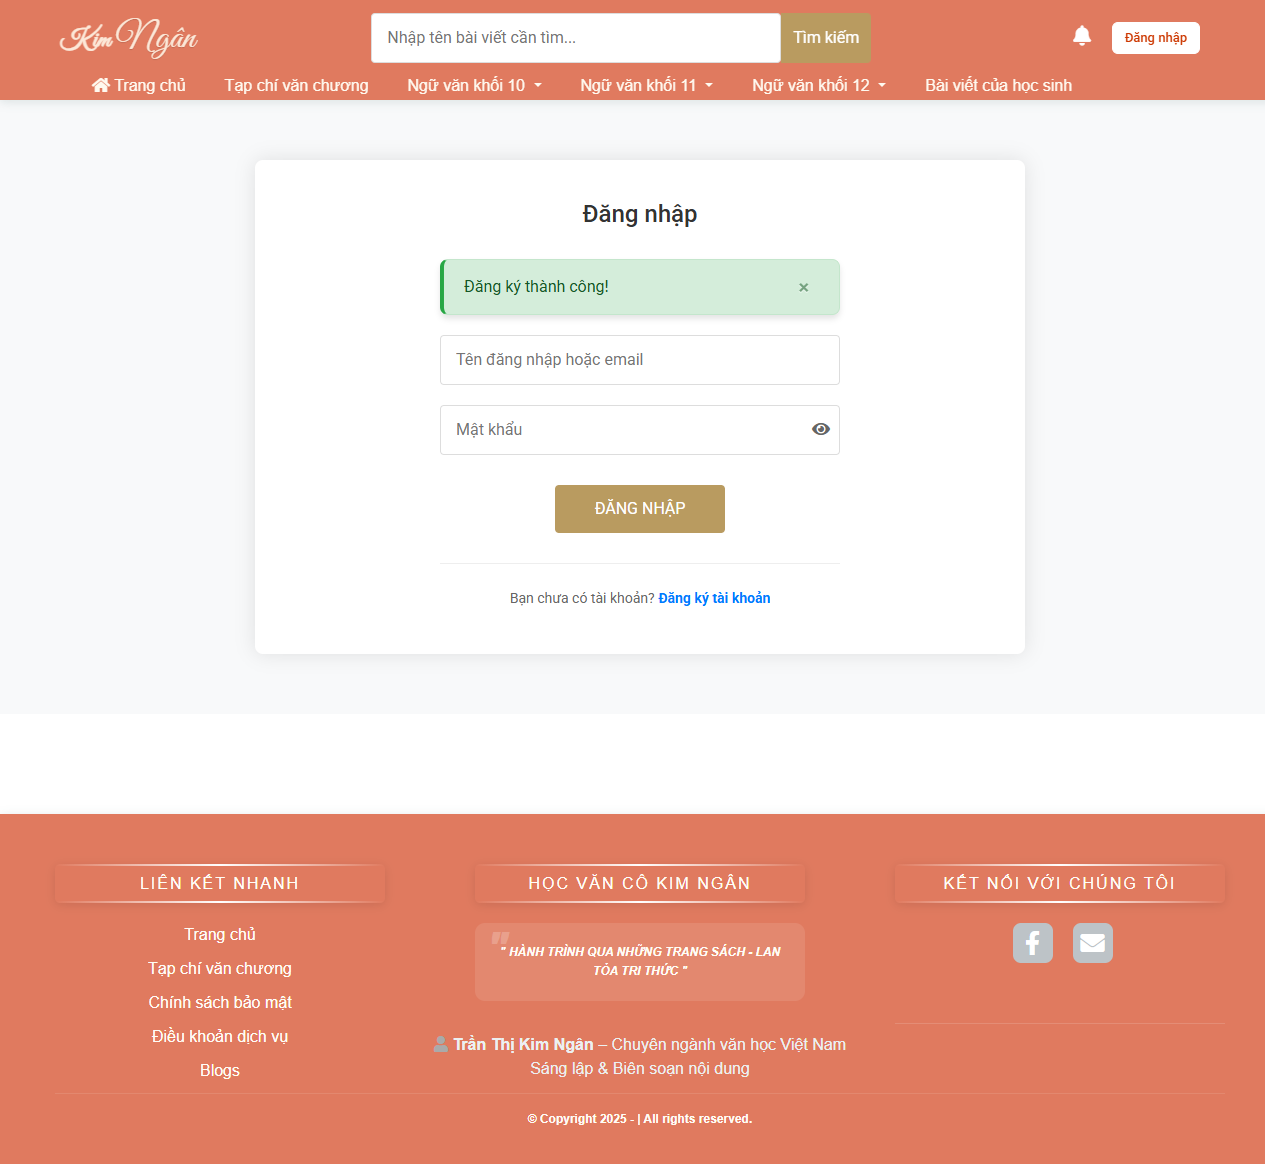 Kim Ngân
Nhập tên bài viết cần tìm...
Tìm kiếm
Đăng nhập
Trang chủ
Tạp chí văn chương
Ngữ văn khối 10
Ngữ văn khối 11
Ngữ văn khối 12
Bài viết của học sinh
Đăng nhập
Đăng ký thành công!
×
Tên đăng nhập hoặc email
Mật khẩu
ĐĂNG NHẬP
Bạn chưa có tài khoản? Đăng ký tài khoản
LIÊN KẾT NHANH
Trang chủ
Tạp chí văn chương
Chính sách bảo mật
Điều khoản dịch vụ
Blogs
HỌC VĂN CÔ KIM NGÂN
" HÀNH TRÌNH QUA NHỮNG TRANG SÁCH - LAN
TỎA TRI THỨC "
Trần Thị Kim Ngân – Chuyên ngành văn học Việt Nam
Sáng lập & Biên soạn nội dung
KẾT NỐI VỚI CHÚNG TÔI
© Copyright 2025 - | All rights reserved.